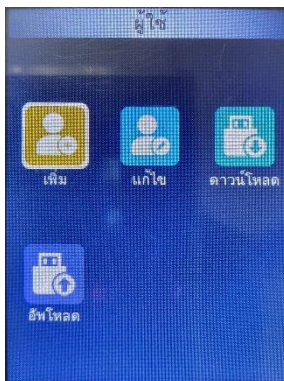 ผู้ใช้
เพิ่ม
แก้ไข
ดาวน์โหลด
อัพโหลด